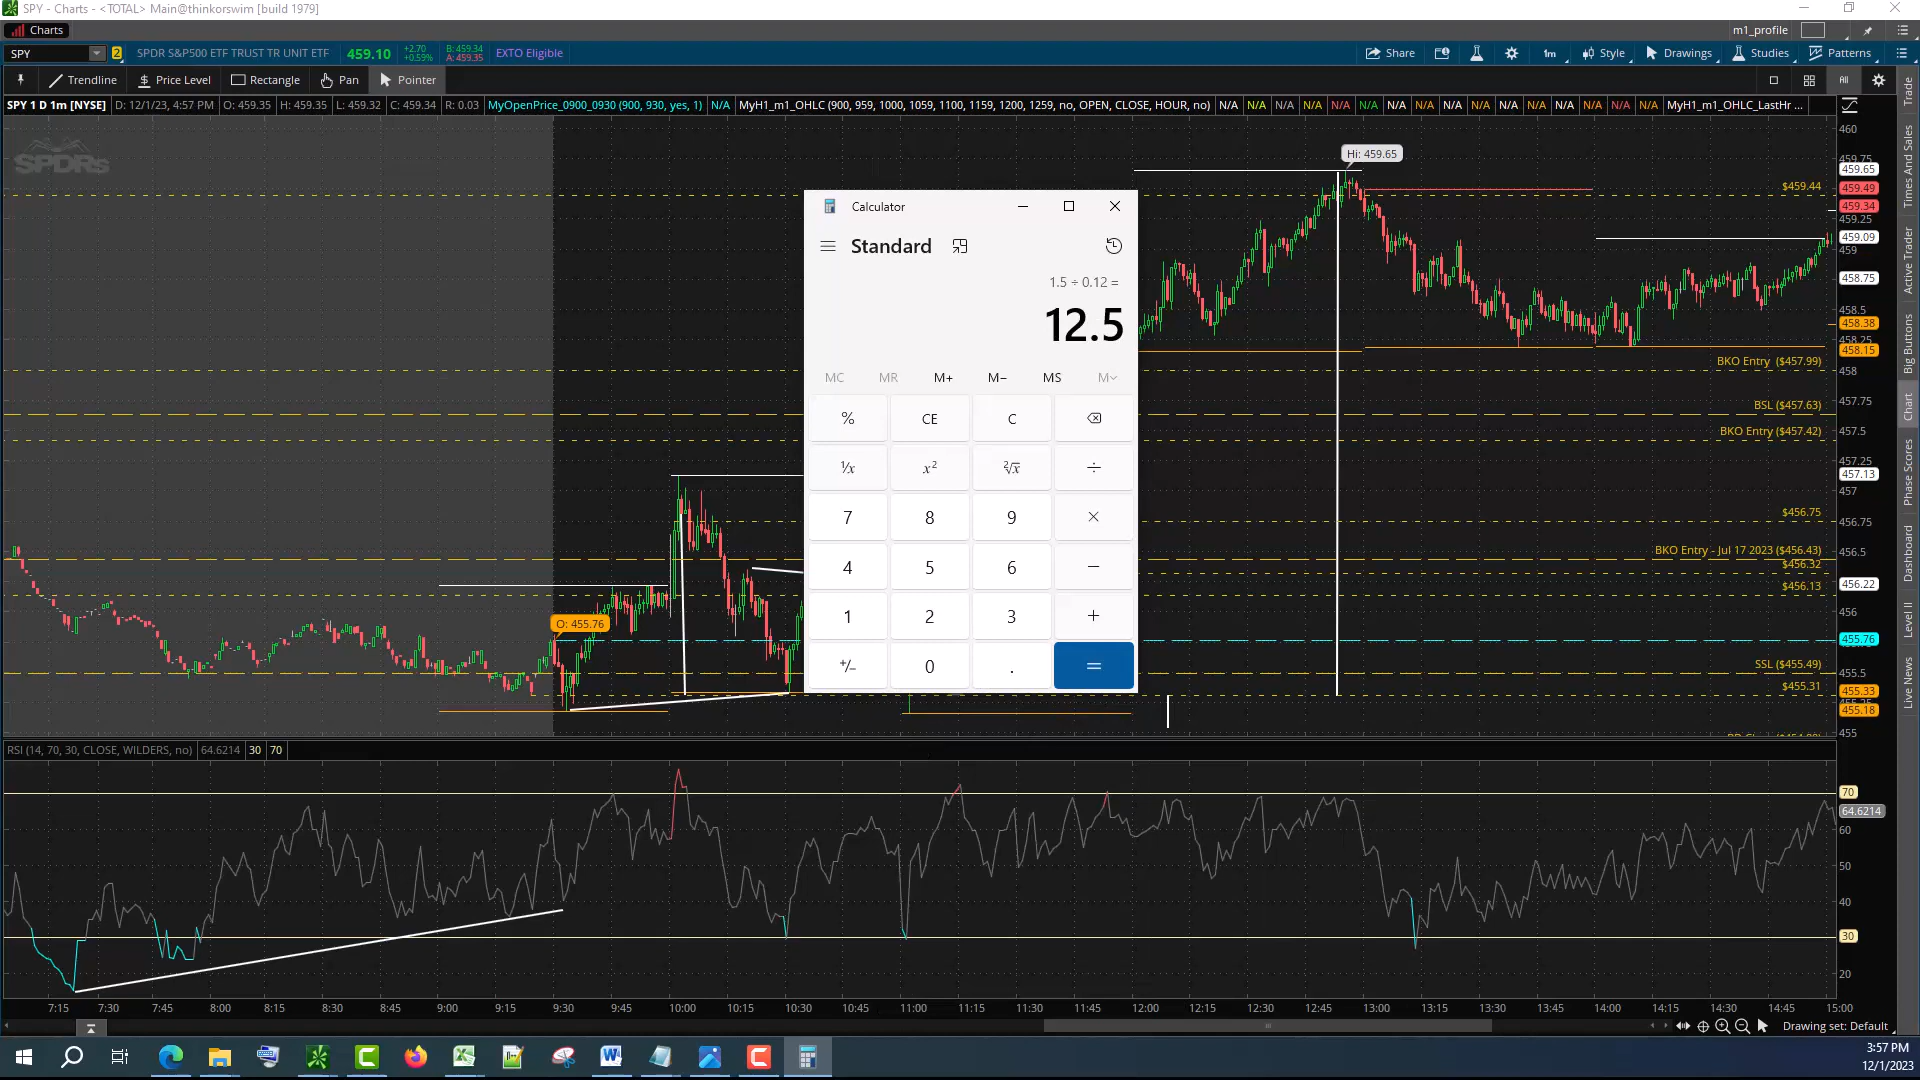 SPY - Charts - <TOTAL> Main@thinkorswim [build 1979]
Charts
m1_profile
SPY
2
SPDR S&P500 ETF TRUST TR UNIT ETF
459.10
+2.70
+0.59%
B: 459.34
A: 459.35
EXTO Eligible
Share
1m
Style
Drawings
Studies
Patterns
Trendline
Price Level
Rectangle
Pan
Pointer
All
SPY 1 D 1m [NYSE] D: 12/1/23, 4:57 PM O: 459.35 H: 459.35 L: 459.32 C: 459.34 R: 0.03 MyOpenPrice_0900_0930 (900, 930, yes, 1) N/A MyH1_m1_OHLC (900, 959, 1000, 1059, 1100, 1159, 1200, 1259, no, OPEN, CLOSE, HOUR, no) N/A N/A N/A N/A N/A N/A N/A N/A N/A N/A N/A N/A N/A N/A N/A N/A MyH1_m1_OHLC_LastHr ...
SPDRs
Hi: 459.65
O: 455.76
$459.44
BKO Entry ($457.99)
BSL ($457.63)
BKO Entry ($457.42)
$456.75
BKO Entry - Jul 17 2023 ($456.43)
$456.32
$456.13
SSL ($455.49)
$455.31
460
459.75
459.65
459.49
459.34
459.25
459.09
459
458.75
458.5
458.38
458.25
458.15
458
457.75
457.5
457.25
457.13
457
456.75
456.5
456.22
456
455.76
455.5
455.33
455.18
455
Calculator
Standard
1.5 ÷ 0.12 =
12.5
MC MR M+ M− MS M
% CE C
⅟x x² ²√x ÷
7 8 9 ×
4 5 6 −
1 2 3 +
+/− 0 . =
RSI (14, 70, 30, CLOSE, WILDERS, no) 64.6214 30 70
70
64.6214
60
50
40
30
20
7:15 7:30 7:45 8:00 8:15 8:30 8:45 9:00 9:15 9:30 9:45 10:00 10:15 10:30 10:45 11:00 11:15 11:30 11:45 12:00 12:15 12:30 12:45 13:00 13:15 13:30 13:45 14:00 14:15 14:30 14:45 15:00
Drawing set: Default
Trade
Times And Sales
Active Trader
Big Buttons
Chart
Phase Scores
Dashboard
Level II
Live News
3:57 PM
12/1/2023